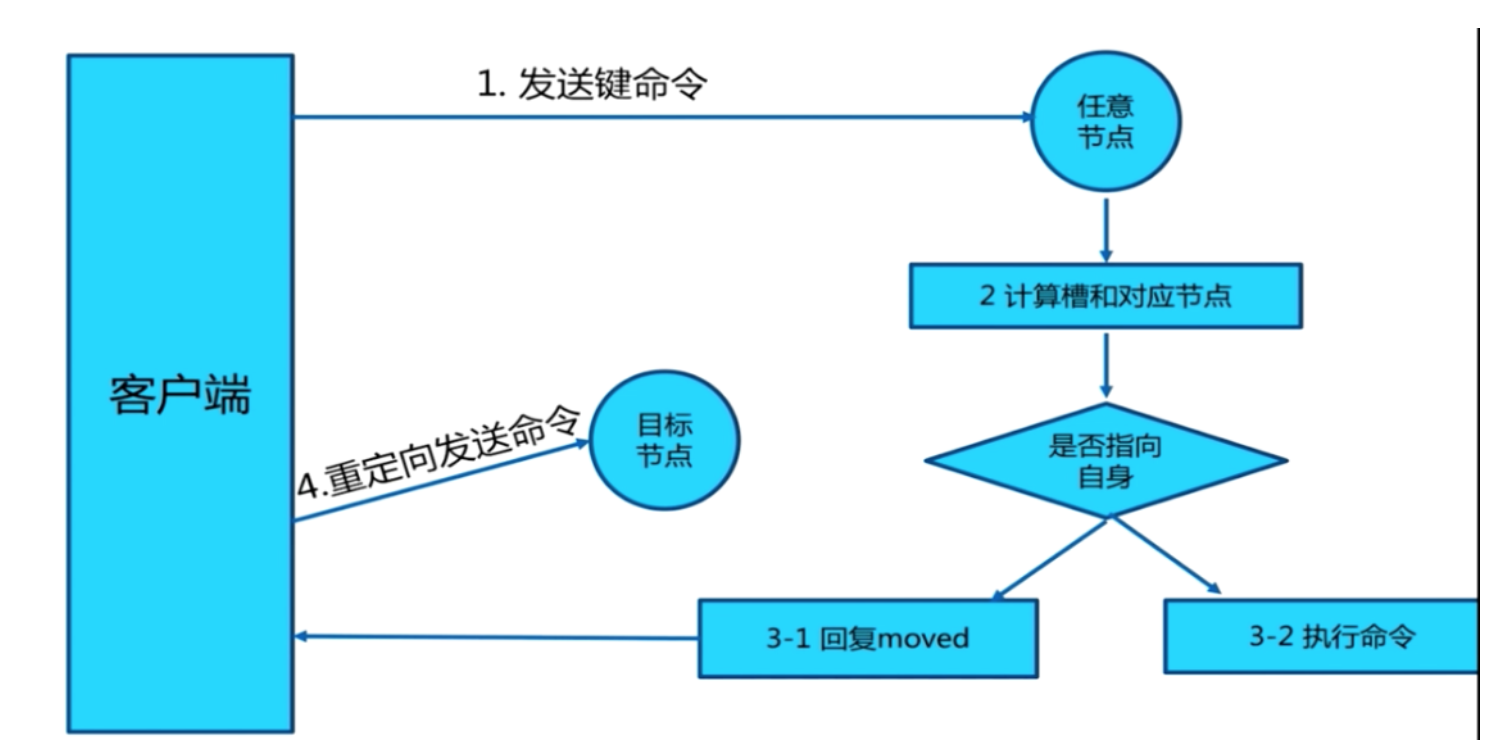 1. 发送键命令
任意
节点
2 计算槽和对应节点
客户端
4.重定向发送命令
目标
节点
是否指向
自身
3-1 回复moved
3-2 执行命令